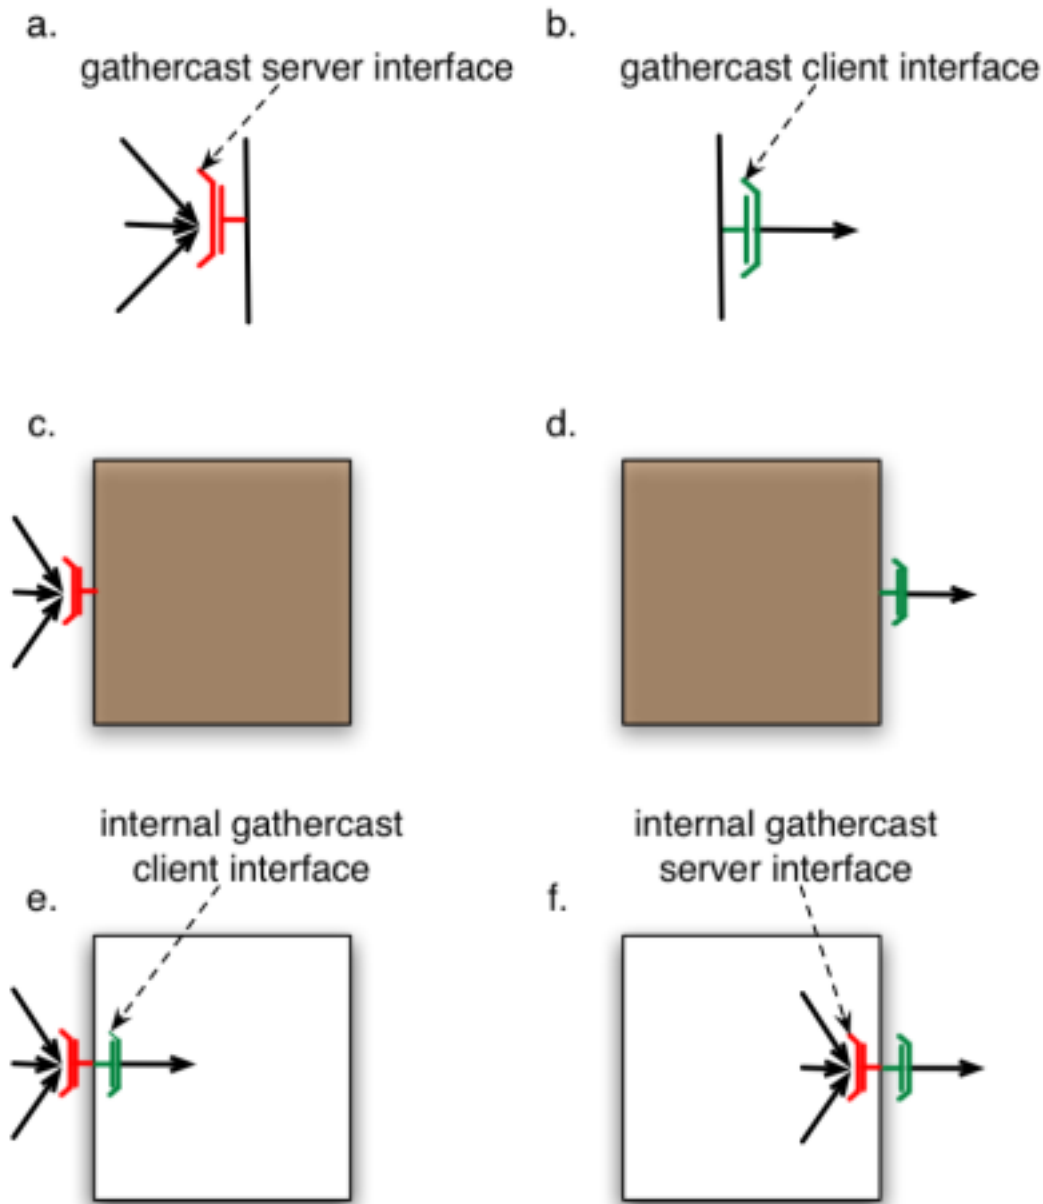 a.
b.
gathercast server interface
gathercast client interface
c.
d.
internal gathercast
client interface
internal gathercast
server interface
e.
f.